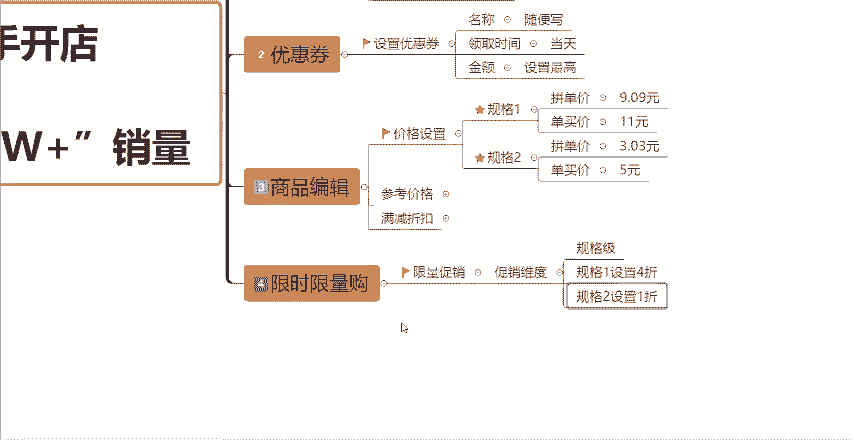 手开店
W+”销量
2 优惠券
设置优惠券
名称 随便写
领取时间 当天
金额 设置最高
3 商品编辑
价格设置
规格1
拼单价 9.09元
单买价 11元
规格2
拼单价 3.03元
单买价 5元
参考价格
满减折扣
4 限时限量购
限量促销
促销维度
规格级
规格1设置4折
规格2设置1折